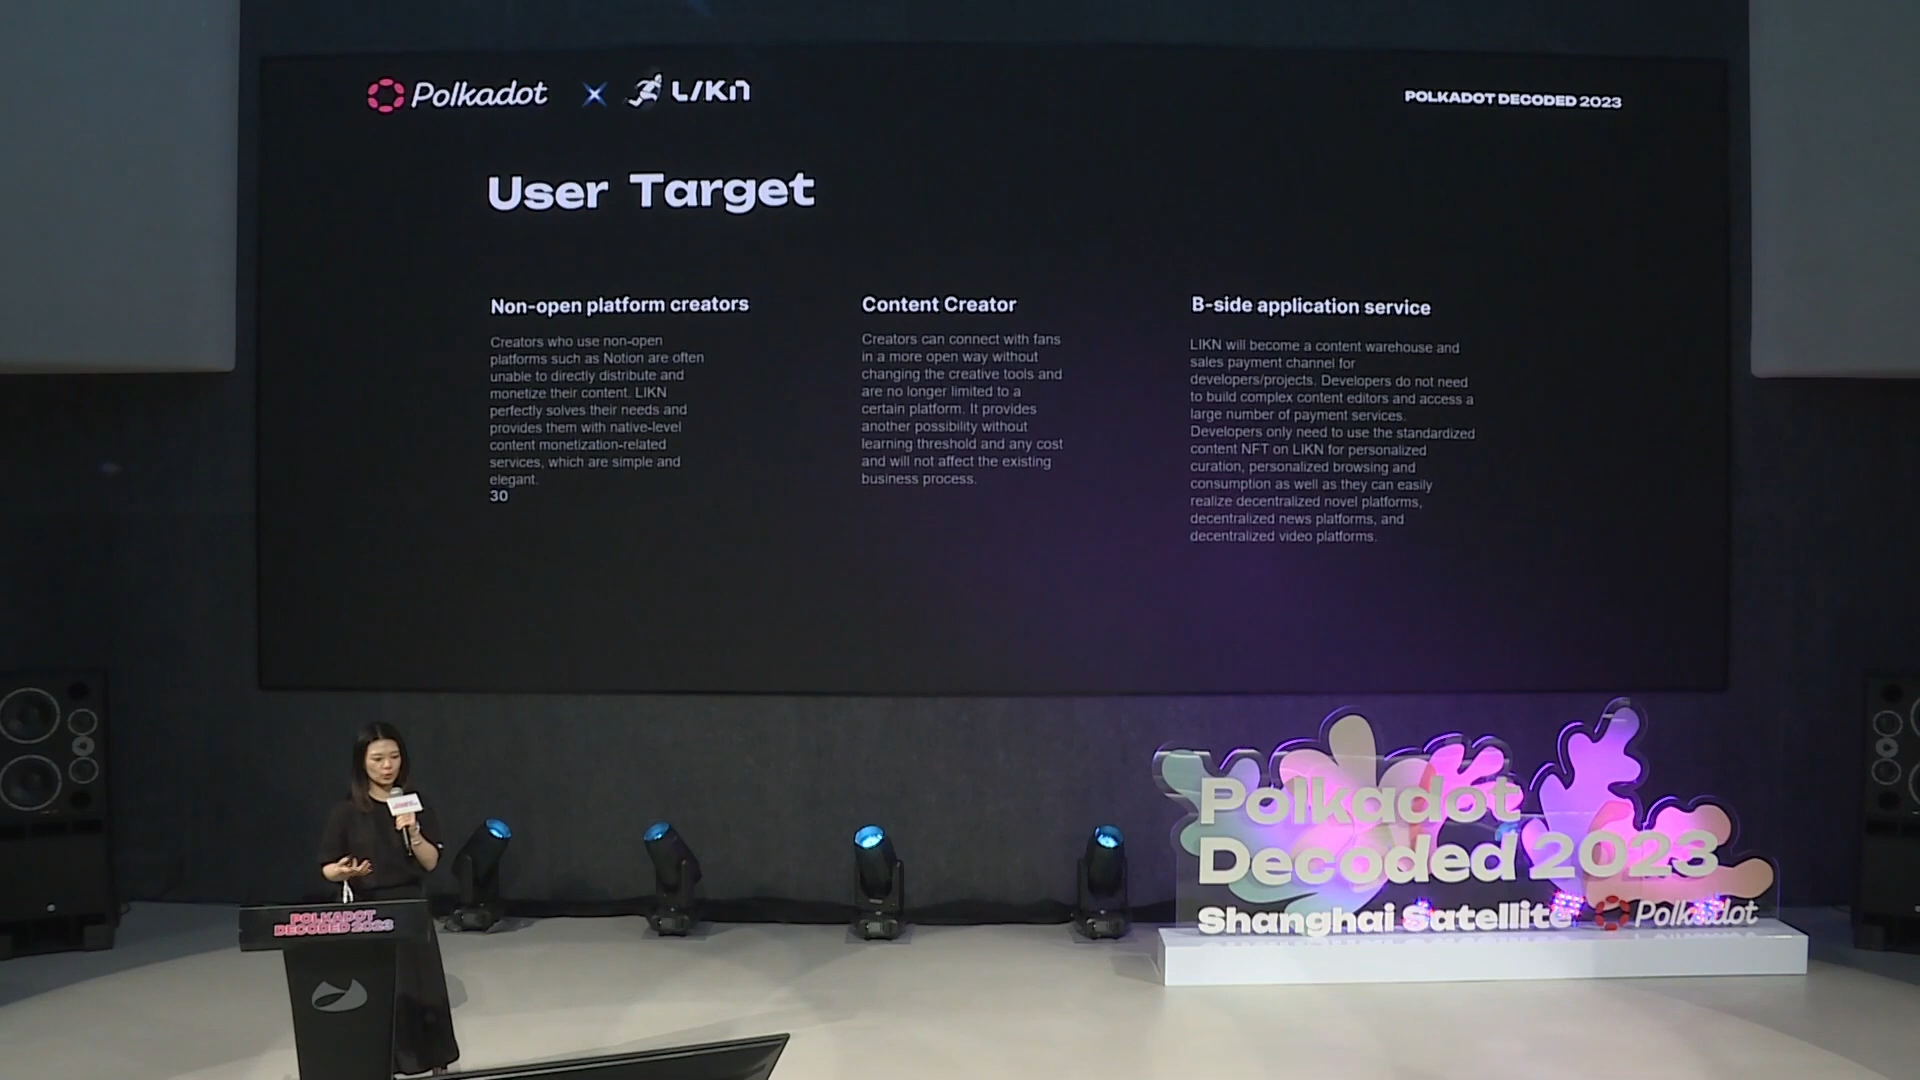 Polkadot
LIKN
POLKADOT DECODED 2023
User Target
Non-open platform creators
Creators who use non-open
platforms such as Notion are often
unable to directly distribute and
monetize their content. LIKN
perfectly solves their needs and
provides them with native-level
content monetization-related
services, which are simple and
elegant.
30
Content Creator
Creators can connect with fans
in a more open way without
changing the creative tools and
are no longer limited to a
certain platform. It provides
another possibility without
learning threshold and any cost
and will not affect the existing
business process.
B-side application service
LIKN will become a content warehouse and
sales payment channel for
developers/projects. Developers do not need
to build complex content editors and access a
large number of payment services.
Developers only need to use the standardized
content NFT on LIKN for personalized
curation, personalized browsing and
consumption as well as they can easily
realize decentralized novel platforms,
decentralized news platforms, and
decentralized video platforms.
POLKADOT
DECODED 2023
Polkadot
Decoded 2023
Shanghai Satellite
Polkadot